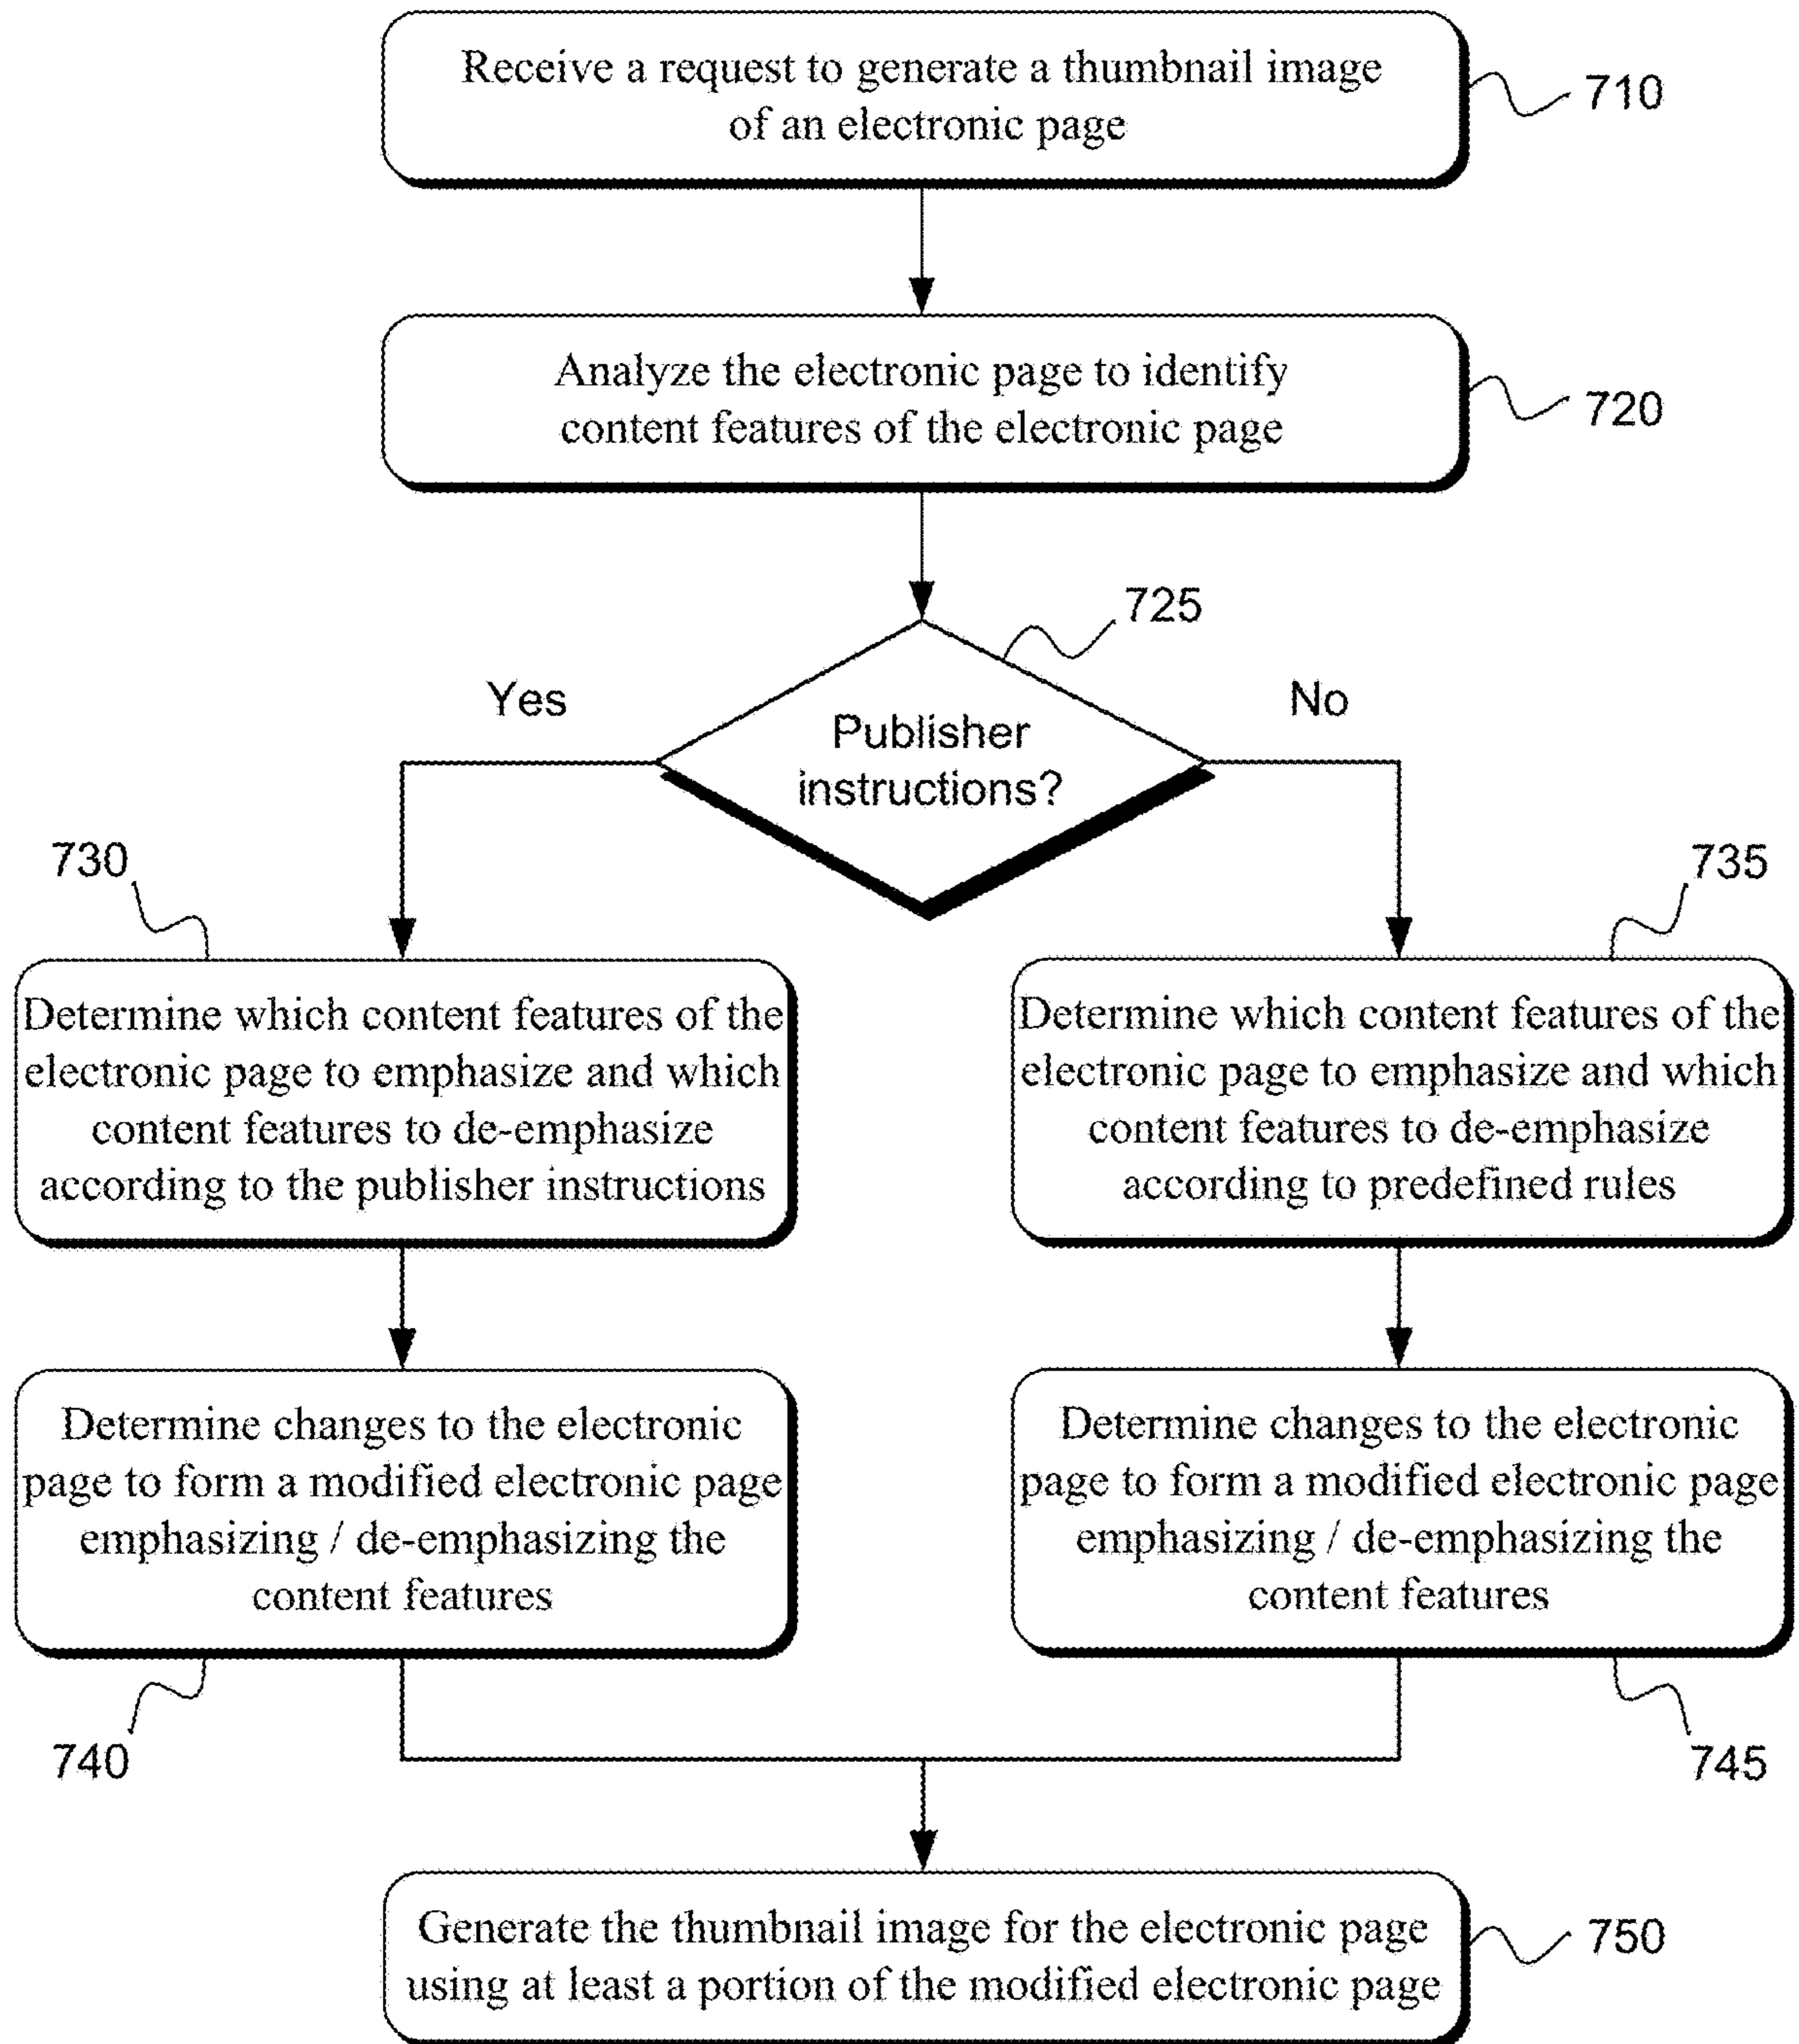 Receive a request to generate a thumbnail image
of an electronic page
710
Analyze the electronic page to identify
content features of the electronic page
720
725
Yes
No
Publisher
instructions?
730
735
Determine which content features of the
electronic page to emphasize and which
content features to de-emphasize
according to the publisher instructions
Determine which content features of the
electronic page to emphasize and which
content features to de-emphasize
according to predefined rules
Determine changes to the electronic
page to form a modified electronic page
emphasizing / de-emphasizing the
content features
Determine changes to the electronic
page to form a modified electronic page
emphasizing / de-emphasizing the
content features
740
745
Generate the thumbnail image for the electronic page
using at least a portion of the modified electronic page
750